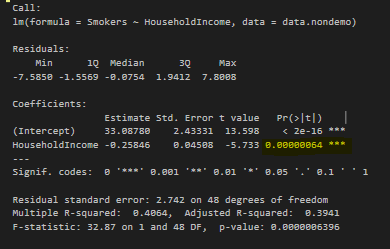 Call:
lm(formula = Smokers ~ HouseholdIncome, data = data.nondemo)
Residuals:
Min 1Q Median 3Q Max
-7.5850 -1.5569 -0.0754 1.9412 7.8008
Coefficients:
Estimate Std. Error t value Pr(>|t|)
(Intercept) 33.08780 2.43331 13.598 < 2e-16 ***
HouseholdIncome -0.25846 0.04508 -5.733 0.00000064 ***
---
Signif. codes: 0 '***' 0.001 '**' 0.01 '*' 0.05 '.' 0.1 ' ' 1
Residual standard error: 2.742 on 48 degrees of freedom
Multiple R-squared: 0.4064, Adjusted R-squared: 0.3941
F-statistic: 32.87 on 1 and 48 DF, p-value: 0.0000006396